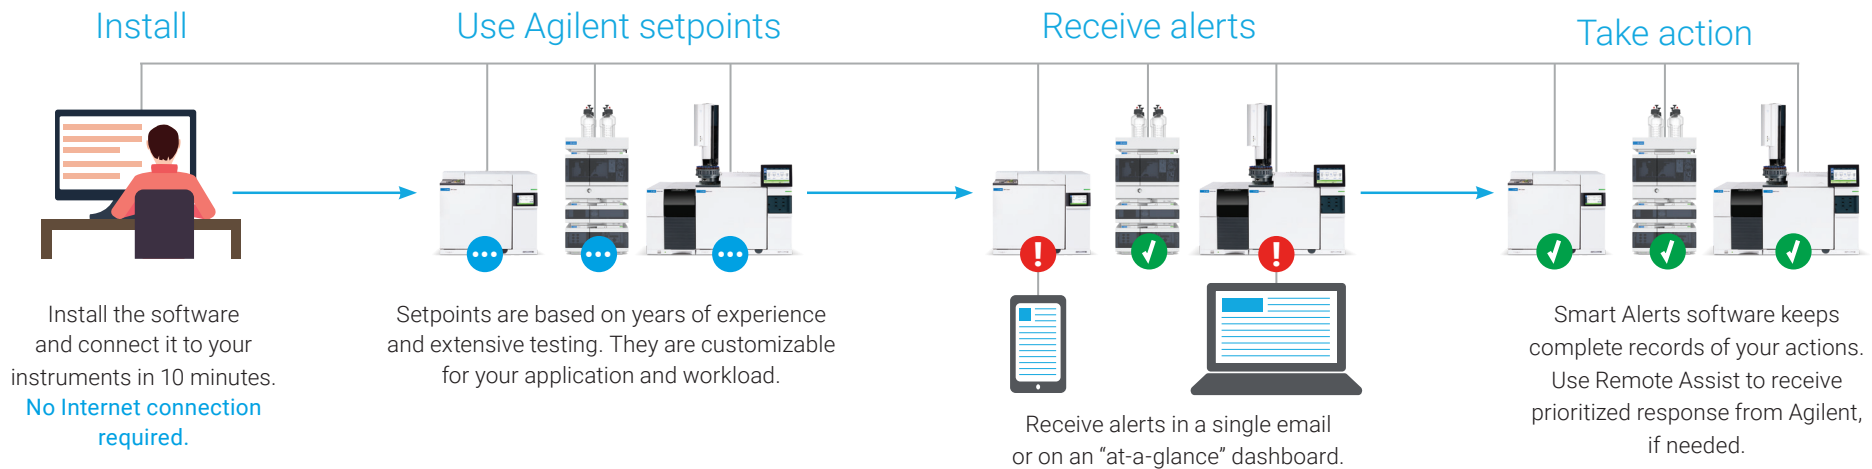 Install
Use Agilent setpoints
Receive alerts
Take action
Install the software
and connect it to your
instruments in 10 minutes.
No Internet connection
required.
Setpoints are based on years of experience
and extensive testing. They are customizable
for your application and workload.
Receive alerts in a single email
or on an “at-a-glance” dashboard.
Smart Alerts software keeps
complete records of your actions.
Use Remote Assist to receive
prioritized response from Agilent,
if needed.